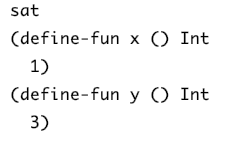 sat
(define-fun x () Int
  1)
(define-fun y () Int
  3)